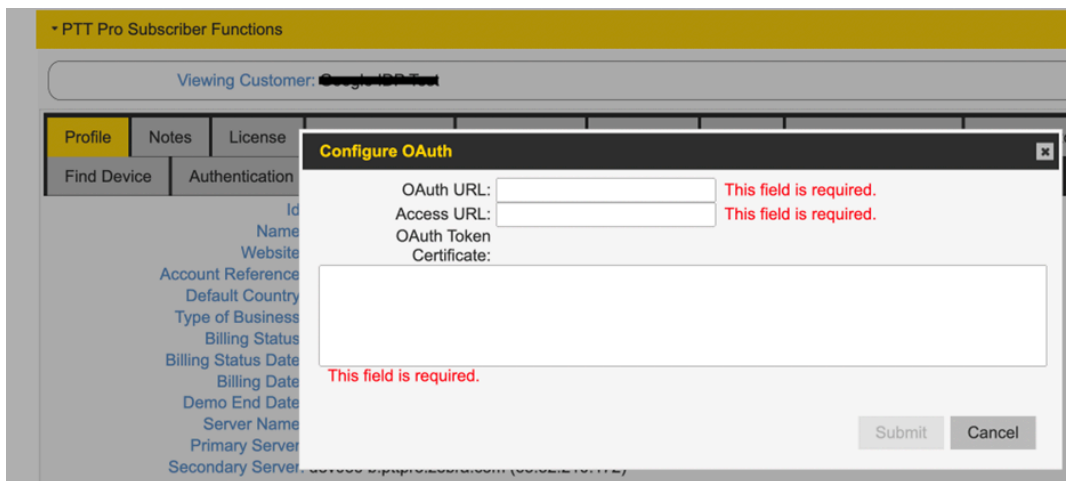 PTT Pro Subscriber Functions
Viewing Customer:
Profile Notes License
Configure OAuth
Find Device Authentication
OAuth URL: This field is required.
Access URL: This field is required.
OAuth Token
Certificate:
This field is required.
Submit Cancel
Id
Name
Website
Account Reference
Default Country
Type of Business
Billing Status
Billing Status Date
Billing Date
Demo End Date
Server Name
Primary Server
Secondary Server